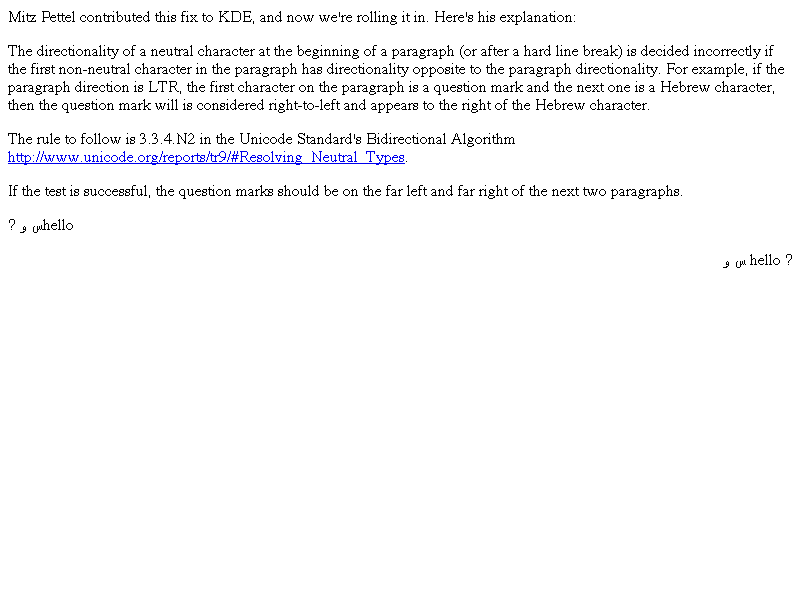 Mitz Pettel contributed this fix to KDE, and now we're rolling it in. Here's his explanation:
The directionality of a neutral character at the beginning of a paragraph (or after a hard line break) is decided incorrectly if
the first non-neutral character in the paragraph has directionality opposite to the paragraph directionality. For example, if the
paragraph direction is LTR, the first character on the paragraph is a question mark and the next one is a Hebrew character,
then the question mark will is considered right-to-left and appears to the right of the Hebrew character.
The rule to follow is 3.3.4.N2 in the Unicode Standard's Bidirectional Algorithm
http://www.unicode.org/reports/tr9/#Resolving_Neutral_Types.
If the test is successful, the question marks should be on the far left and far right of the next two paragraphs.
? س و‎hello
? hello س و